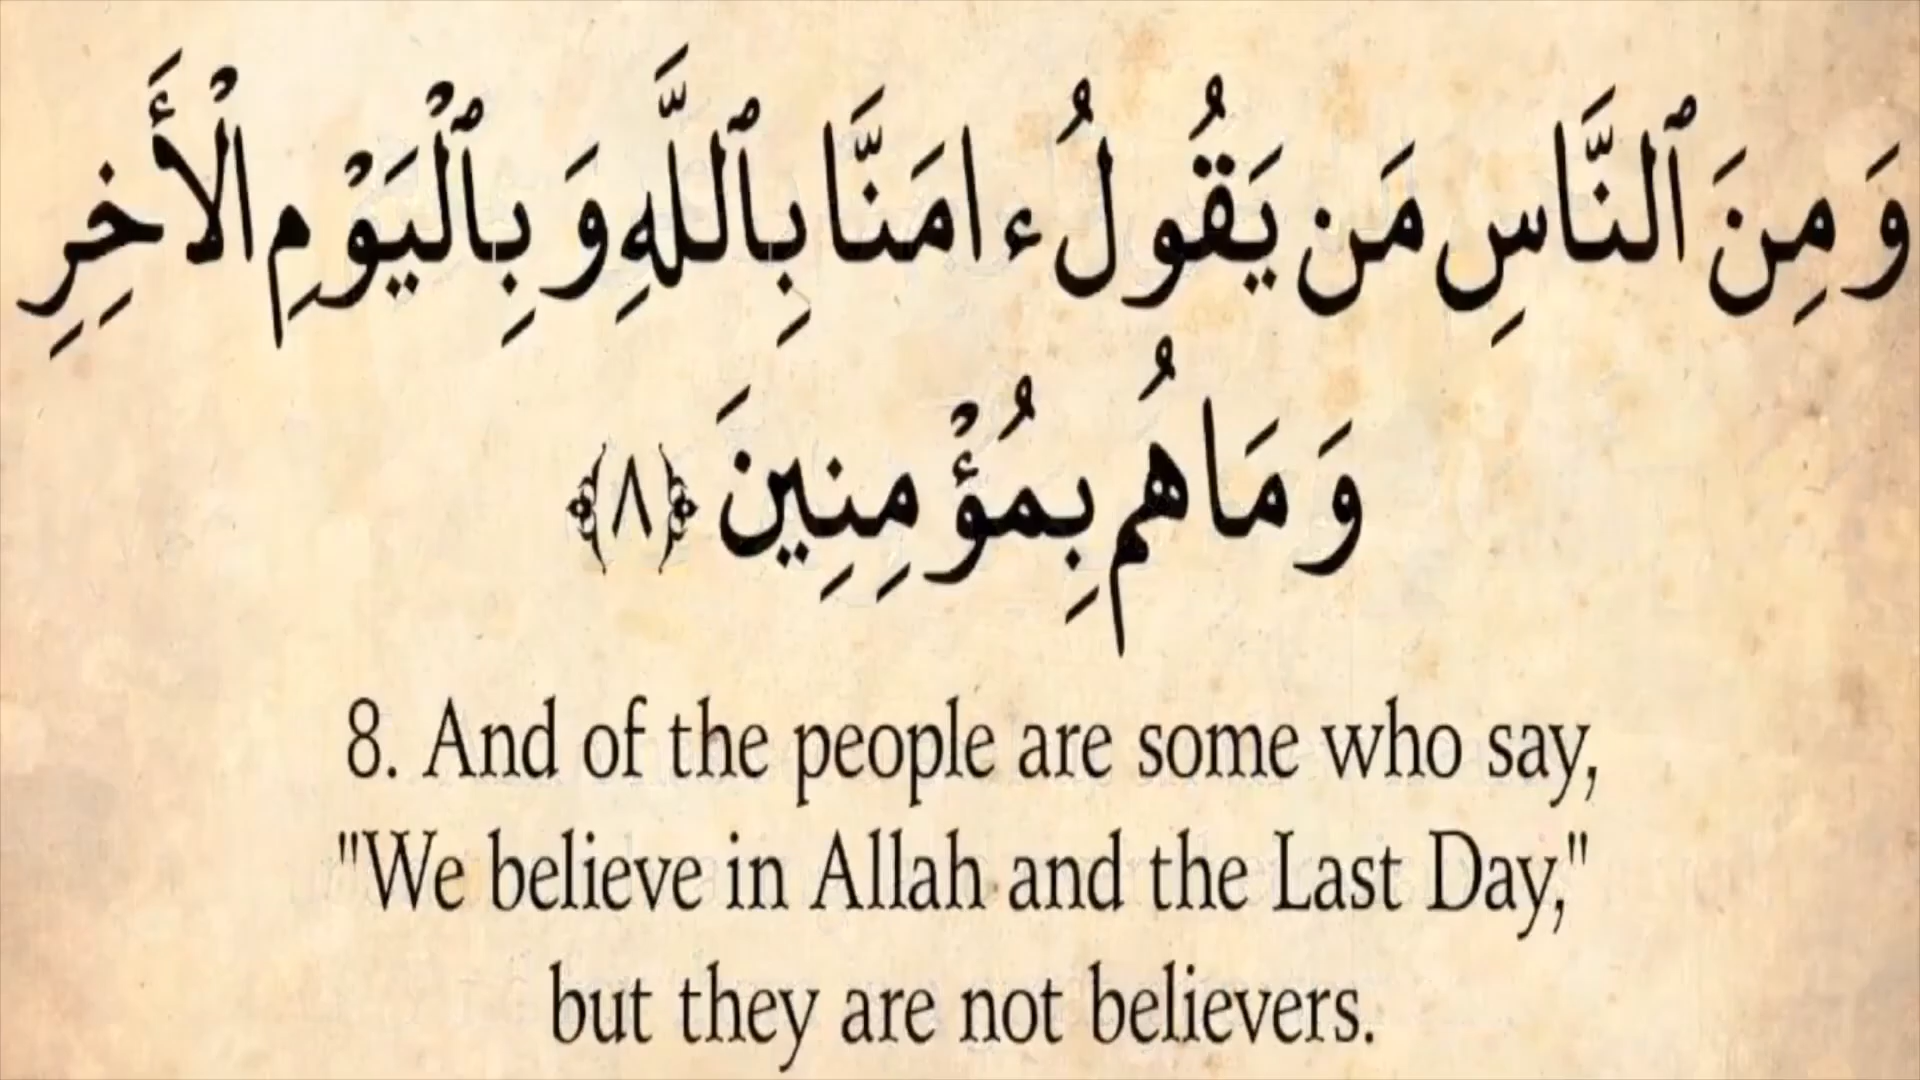 وَ مِنَ ٱلنَّاسِ مَن يَقُولُ ءَامَنَّا بِٱللَّهِ وَ بِٱلْيَوْمِ الْأَخِرِ
وَ مَا هُم بِمُؤْمِنِينَ ﴿٨﴾
8. And of the people are some who say,
"We believe in Allah and the Last Day,"
but they are not believers.